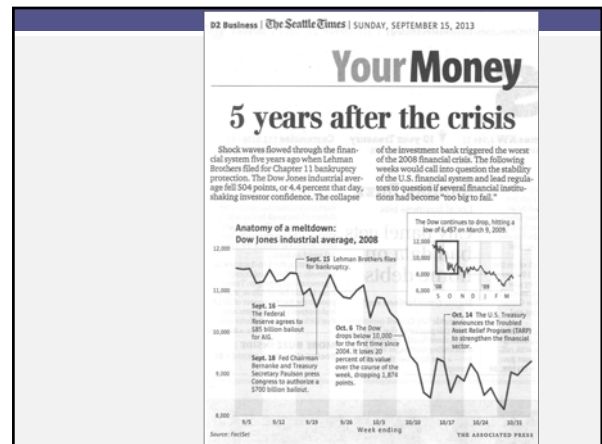 D2 Business | The Seattle Times | SUNDAY, SEPTEMBER 15, 2013
Your Money
5 years after the crisis
Shock waves flowed through the finan-
cial system five years ago when Lehman
Brothers filed for Chapter 11 bankruptcy
protection. The Dow Jones industrial aver-
age fell 504 points, or 4.4 percent that day,
shaking investor confidence. The collapse
of the investment bank triggered the worst
of the 2008 financial crisis. The following
weeks would call into question the stability
of the U.S. financial system and lead regula-
tors to question if several financial institu-
tions had become "too big to fail."
Anatomy of a meltdown:
Dow Jones industrial average, 2008
12,000
11,000
10,000
9,000
8,000
Sept. 15 Lehman Brothers files
for bankruptcy.
Sept. 16
The Federal
Reserve agrees to
$85 billion bailout
for AIG.
Sept. 18 Fed Chairman
Bernanke and Treasury
Secretary Paulson press
Congress to authorize a
$700 billion bailout.
Oct. 6 The Dow
drops below 10,000
for the first time since
2004. It loses 20
percent of its value
over the course of the
week, dropping 1,874
points.
The Dow continues to drop, hitting a
low of 6,457 on March 9, 2009.
12,000
10,000
8,000
6,000
'08 '09
S O N D J F M
Oct. 14 The U.S. Treasury
announces the Troubled
Asset Relief Program (TARP)
to strengthen the financial
sector.
9/5 9/12 9/19 9/26 10/3 10/10 10/17 10/24 10/31
Week ending
Source: FactSet
THE ASSOCIATED PRESS